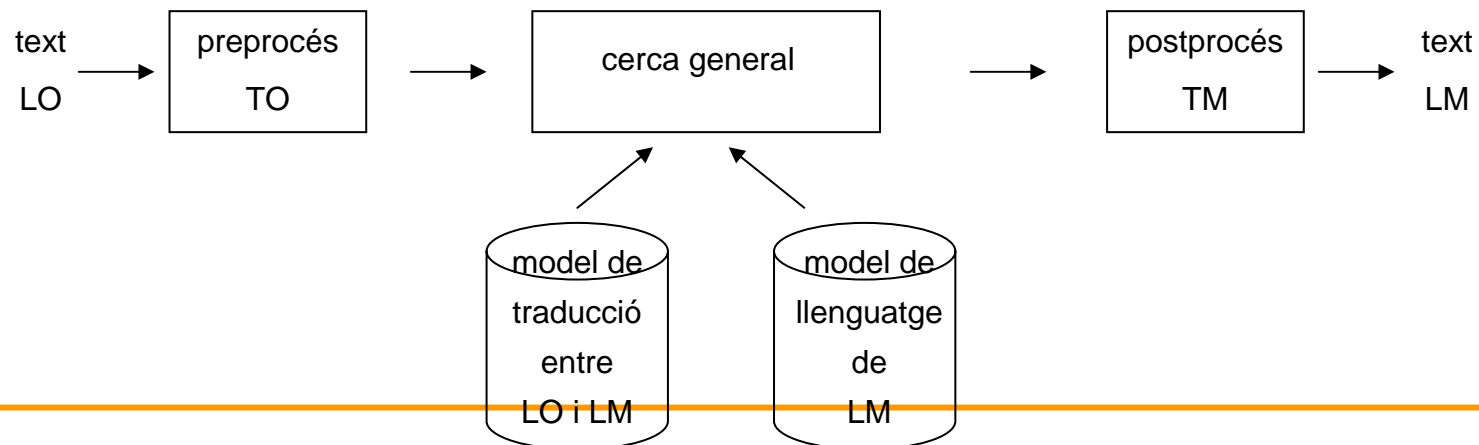 text
LO
preprocés
TO
cerca general
postprocés
TM
text
LM
model de
traducció
entre
LO i LM
model de
llenguatge
de
LM